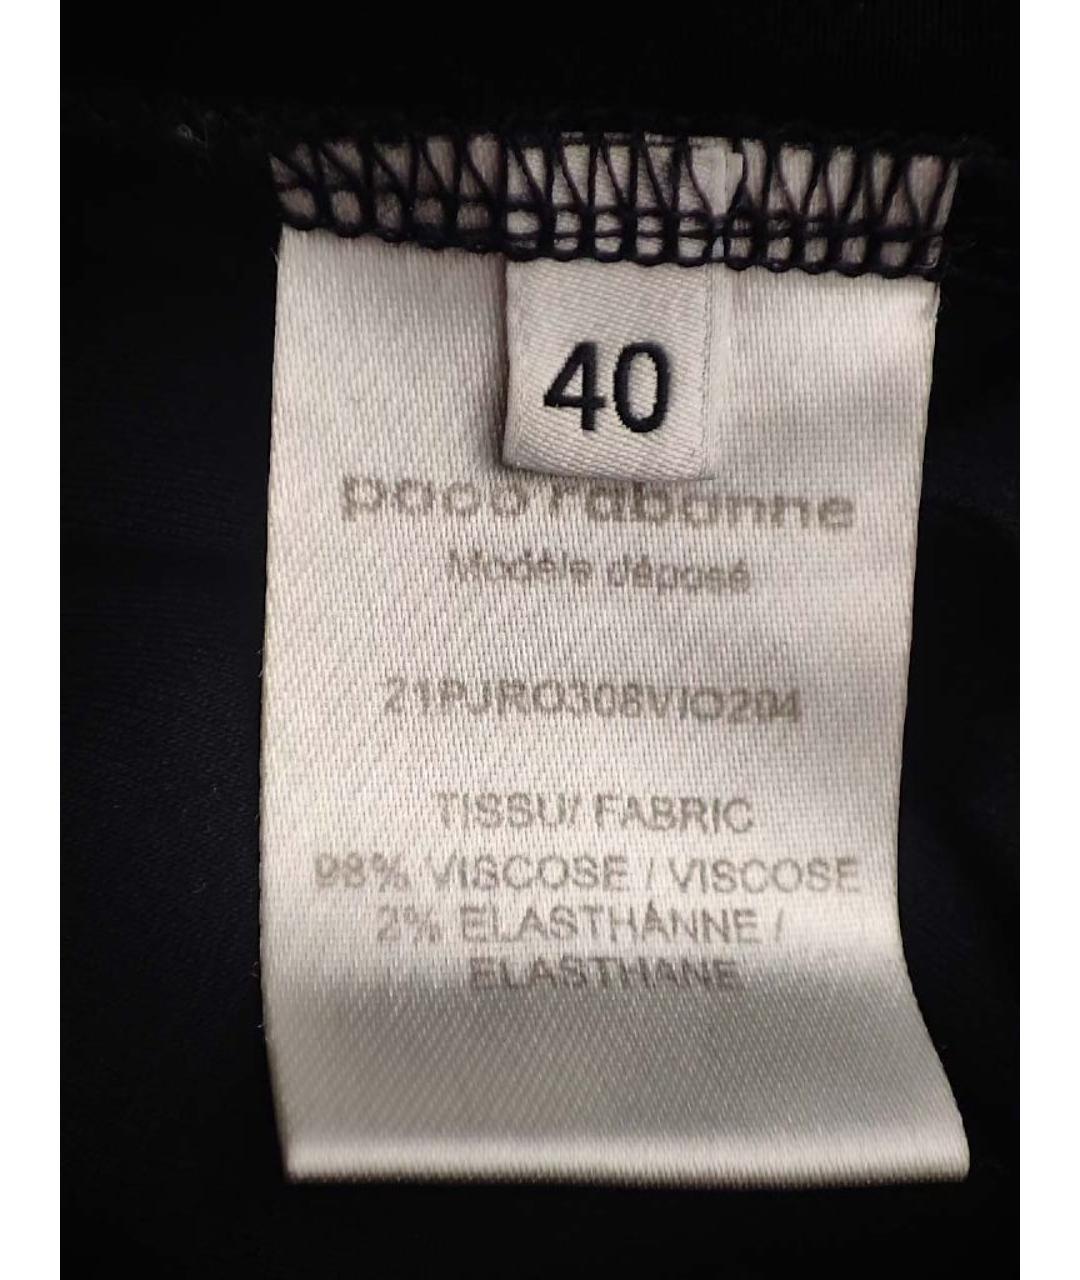 40
paco rabanne
Modèle déposé
21PJRO308VIO204
TISSU/ FABRIC
98% VISCOSE / VISCOSE
2% ELASTHANNE /
ELASTHANE